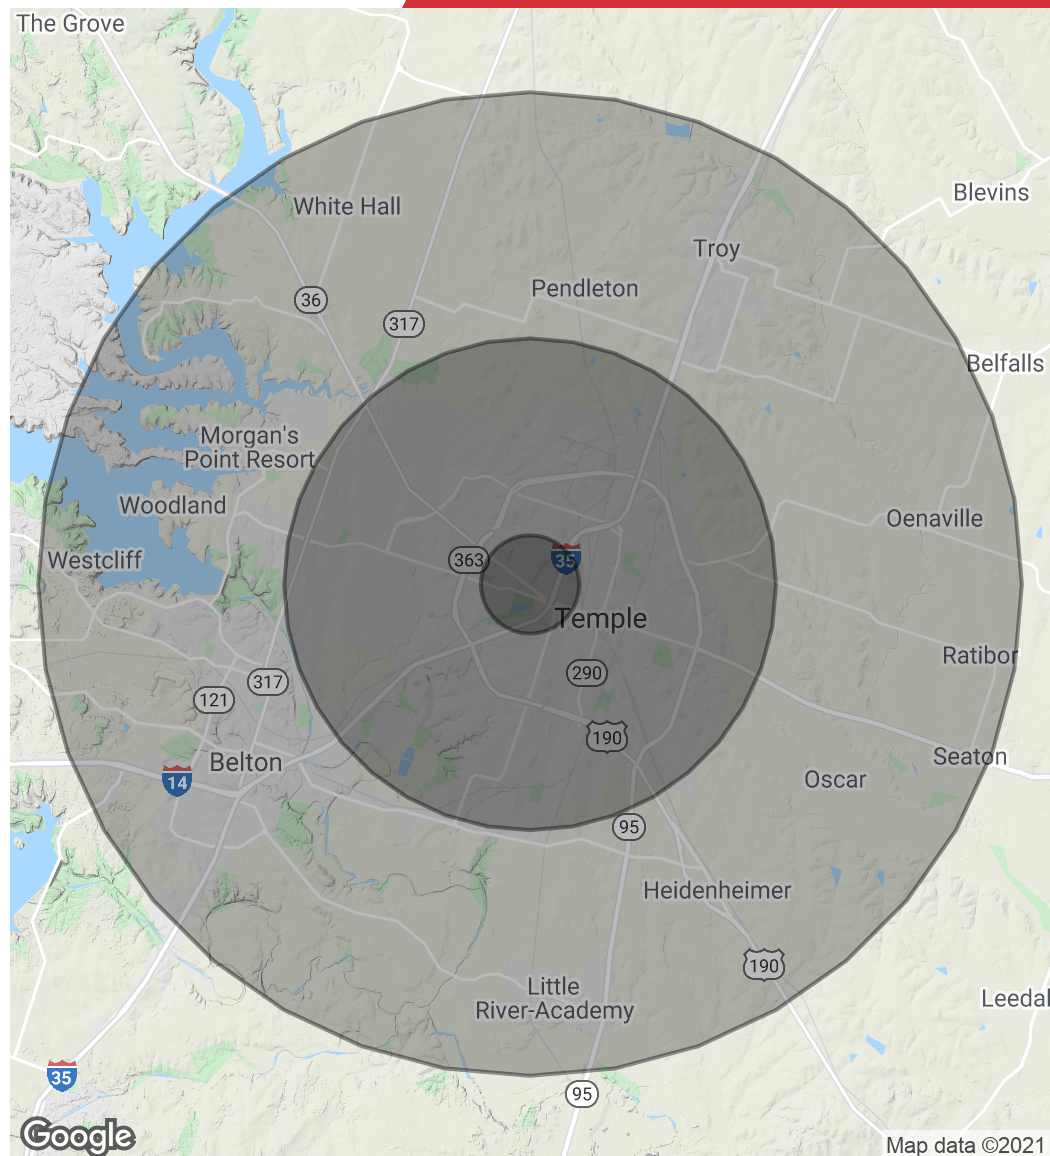 The Grove
Blevins
White Hall
Troy
Pendleton
36
317
Belfalls
Morgan's
Point Resort
Woodland
Oenaville
Westcliff
363
35
Temple
Ratibor
290
317
121
190
Seaton
Belton
Oscar
14
95
Heidenheimer
190
Little
River-Academy
Leedal
35
95
Google
Map data ©2021